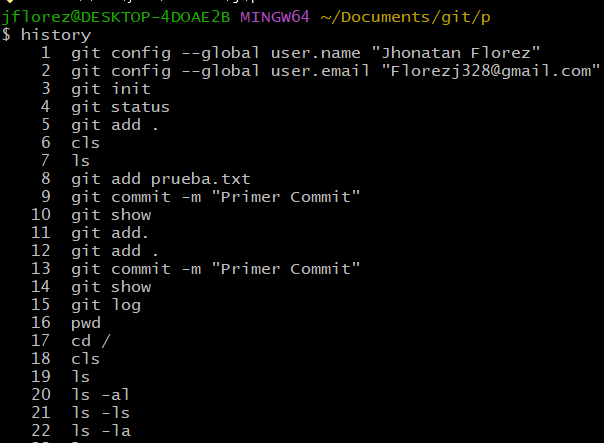 jflorez@DESKTOP-4DOAE2B MINGW64 ~/Documents/git/p
$ history
1 git config --global user.name "Jhonatan Florez"
2 git config --global user.email "Florezj328@gmail.com"
3 git init
4 git status
5 git add .
6 cls
7 ls
8 git add prueba.txt
9 git commit -m "Primer Commit"
10 git show
11 git add.
12 git add .
13 git commit -m "Primer Commit"
14 git show
15 git log
16 pwd
17 cd /
18 cls
19 ls
20 ls -al
21 ls -ls
22 ls -la